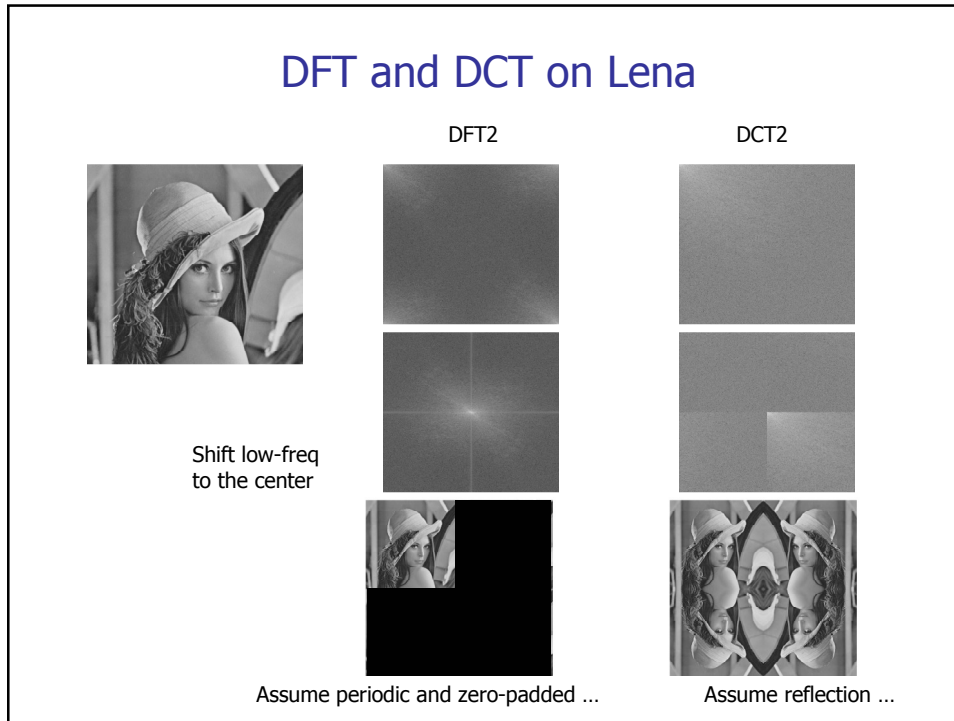 DFT and DCT on Lena
DFT2
DCT2
Shift low-freq
to the center
Assume periodic and zero-padded ...
Assume reflection ...